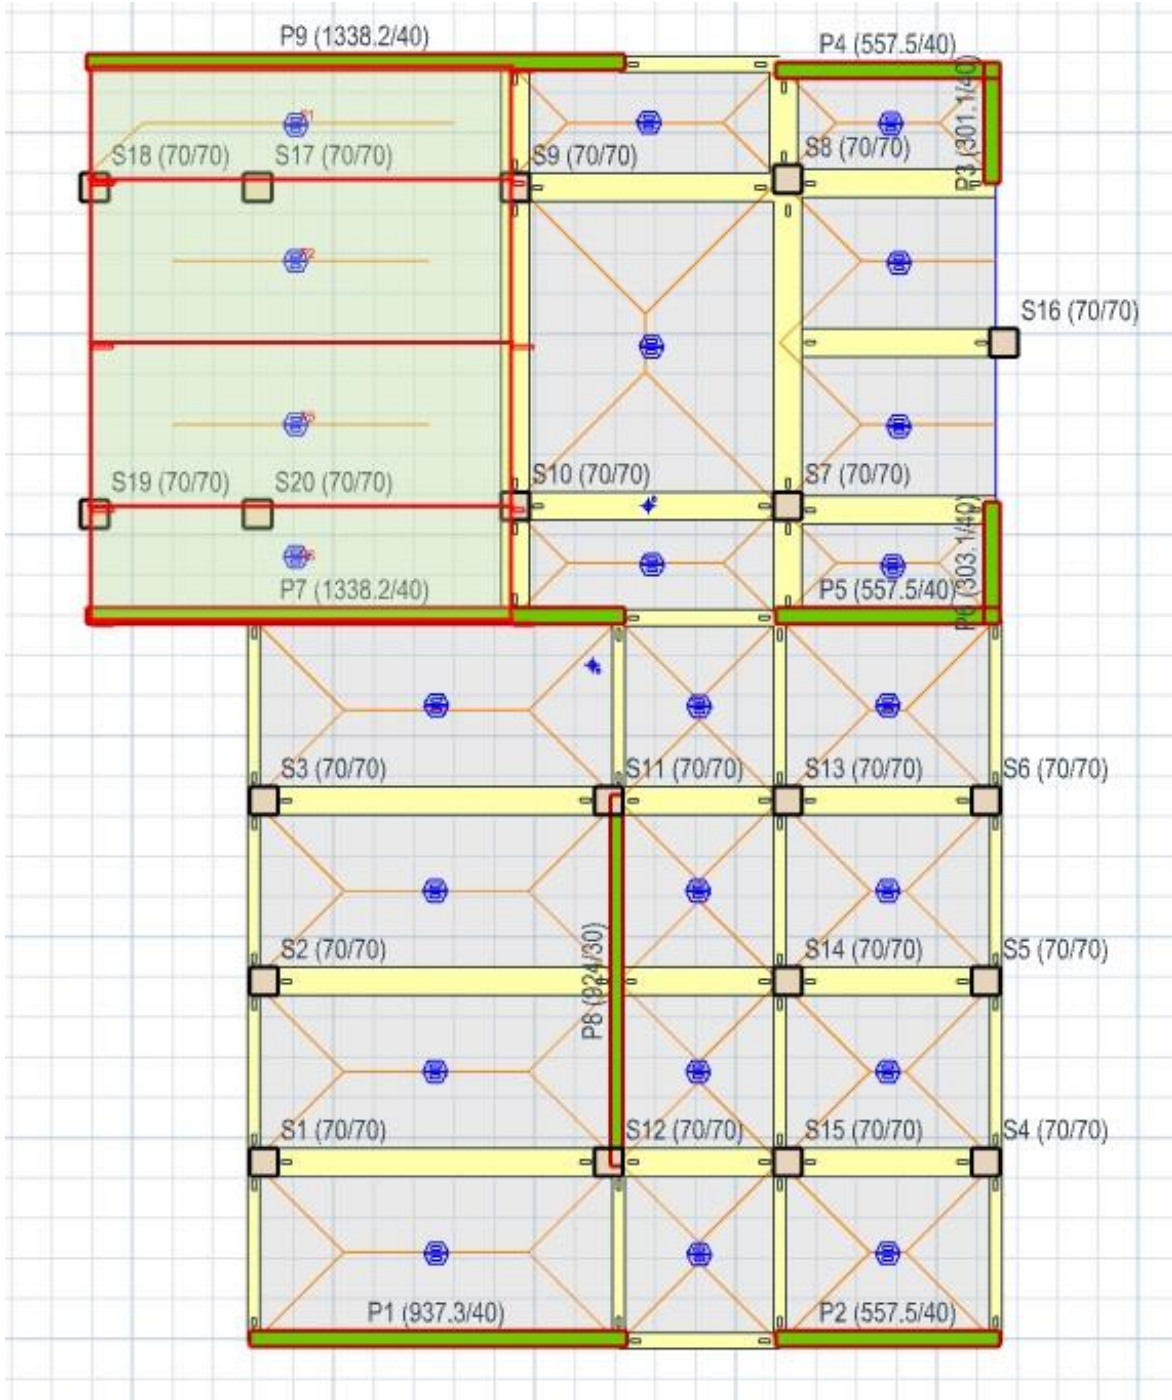 P9 (1338.2/40)
P4 (557.5/40)
P3 (301.1/40)
S18 (70/70)
S17 (70/70)
S9 (70/70)
S8 (70/70)
S16 (70/70)
S19 (70/70)
S20 (70/70)
S10 (70/70)
S7 (70/70)
P7 (1338.2/40)
P5 (557.5/40)
P6 (303.1/40)
S3 (70/70)
S11 (70/70)
S13 (70/70)
S6 (70/70)
S2 (70/70)
P8 (924/30)
S14 (70/70)
S5 (70/70)
S1 (70/70)
S12 (70/70)
S15 (70/70)
S4 (70/70)
P1 (937.3/40)
P2 (557.5/40)